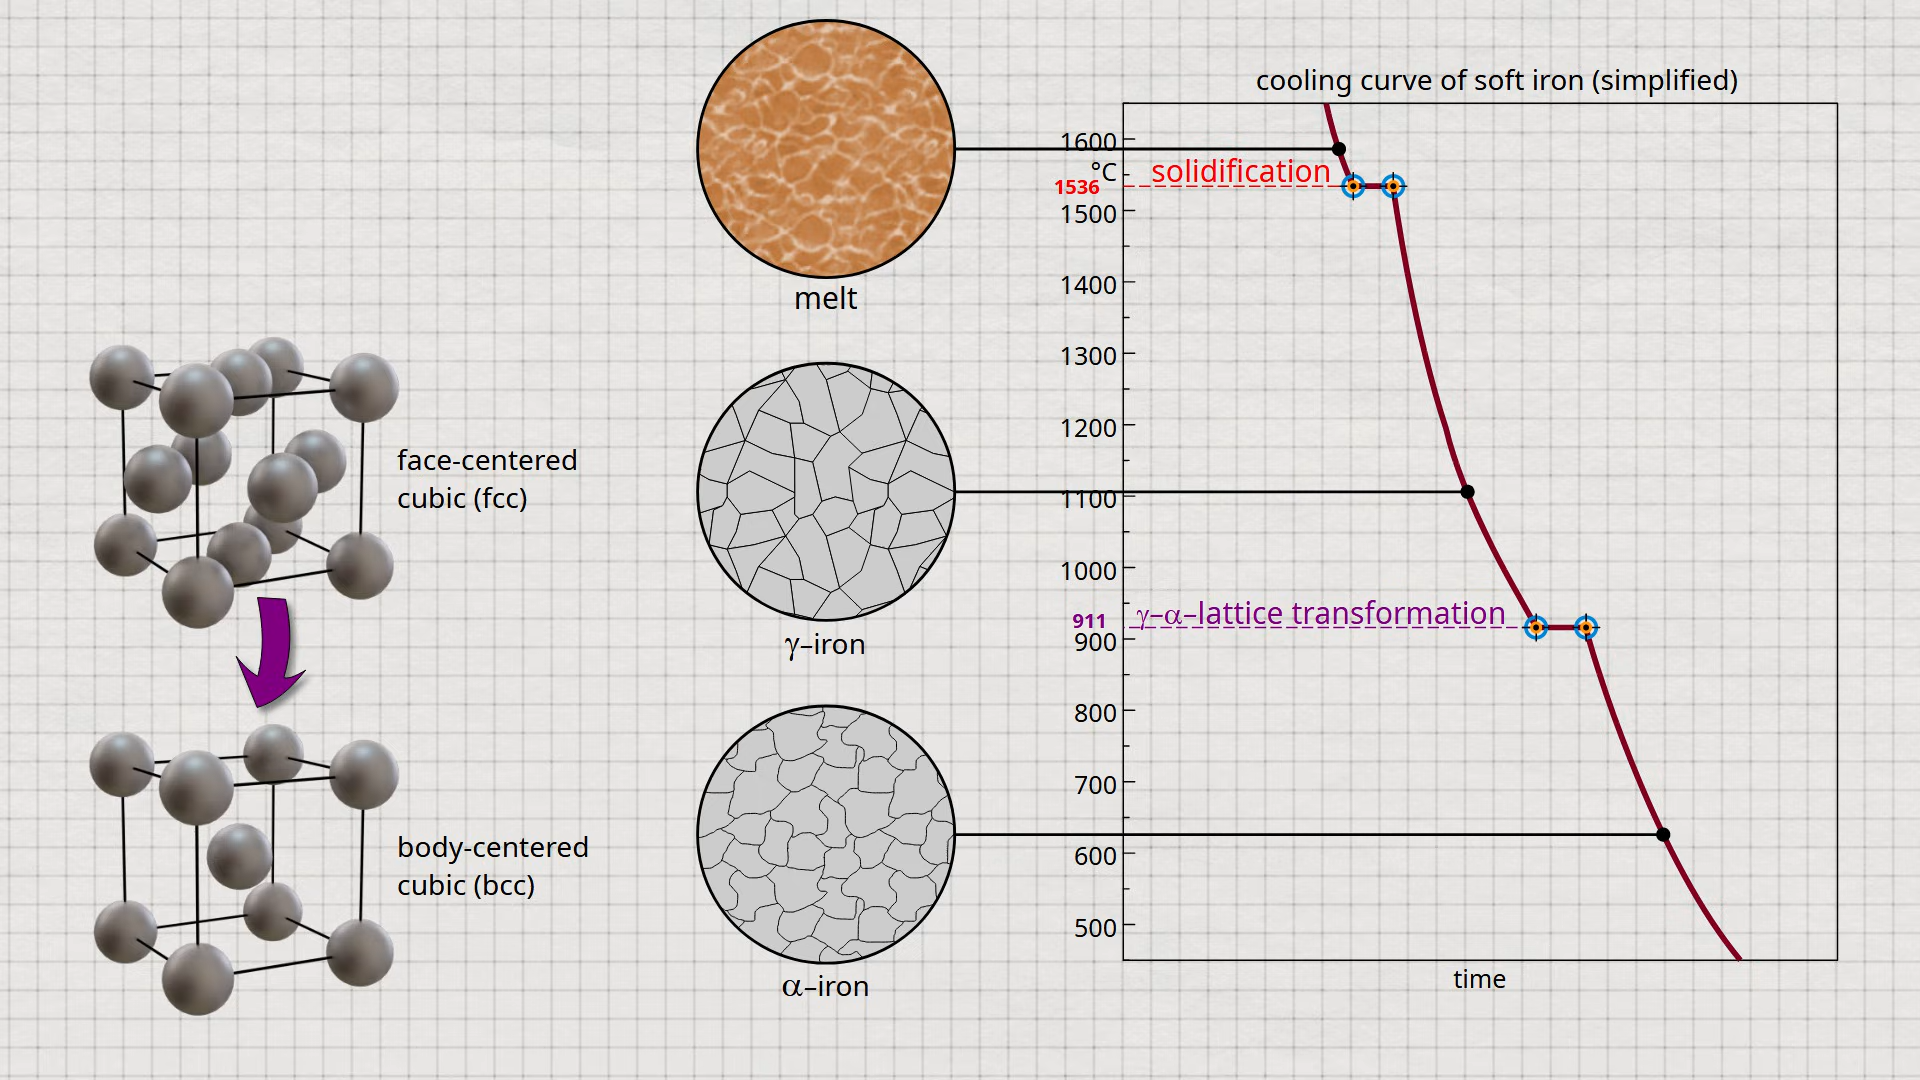 cooling curve of soft iron (simplified)
1600
°C
solidification
1536
1500
melt
1400
1300
1200
face-centered
cubic (fcc)
1100
1000
γ–α–lattice transformation
911
900
γ–iron
800
700
body-centered
cubic (bcc)
600
500
α–iron
time